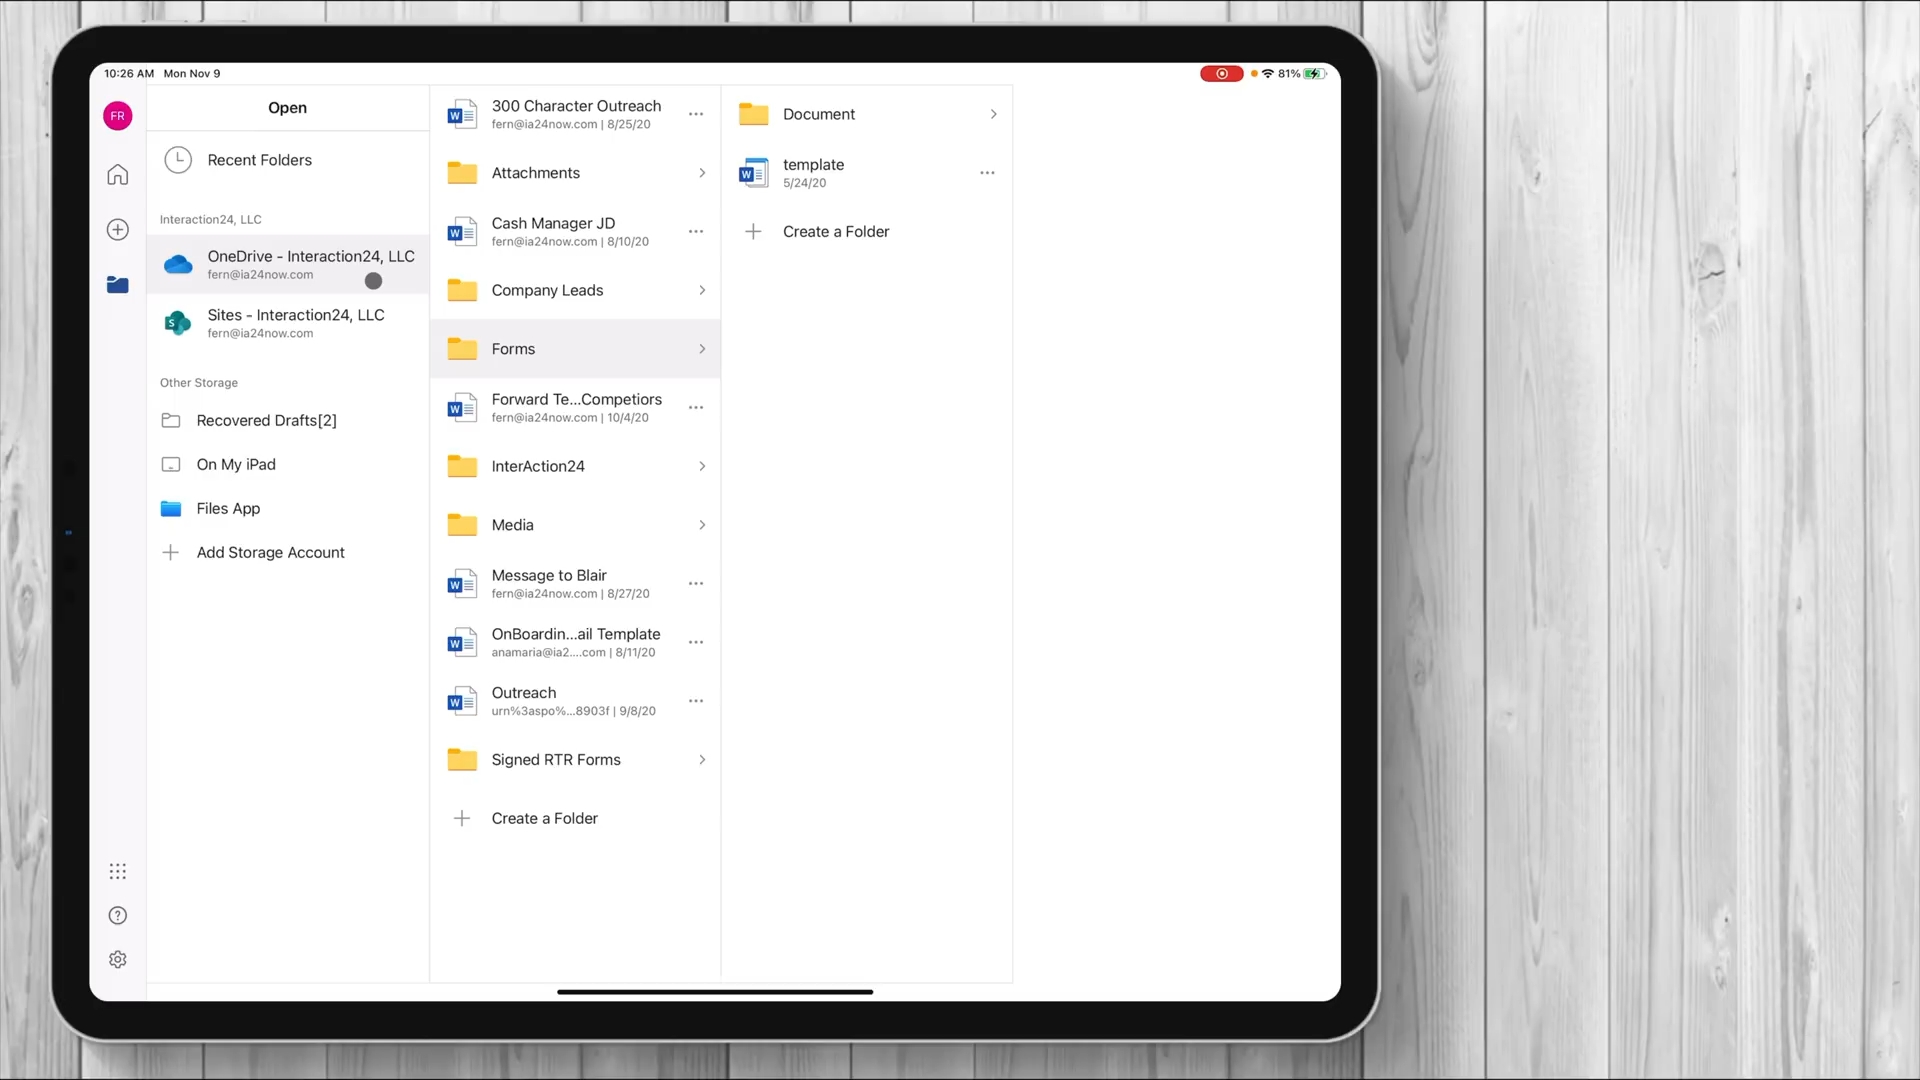 10:26 AM Mon Nov 9
81%
FR
Open
Recent Folders
Interaction24, LLC
OneDrive - Interaction24, LLC
fern@ia24now.com
Sites - Interaction24, LLC
fern@ia24now.com
Other Storage
Recovered Drafts[2]
On My iPad
Files App
Add Storage Account
300 Character Outreach
fern@ia24now.com | 8/25/20
Attachments
Cash Manager JD
fern@ia24now.com | 8/10/20
Company Leads
Forms
Forward Te...Competiors
fern@ia24now.com | 10/4/20
InterAction24
Media
Message to Blair
fern@ia24now.com | 8/27/20
OnBoardin...ail Template
anamaria@ia2....com | 8/11/20
Outreach
urn%3aspo%...8903f | 9/8/20
Signed RTR Forms
Create a Folder
Document
template
5/24/20
Create a Folder